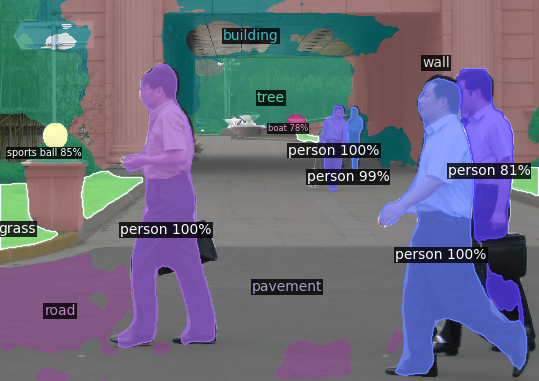 building
wall
tree
boat 78%
sports ball 85%
person 100%
person 99%
person 81%
grass
person 100%
person 100%
pavement
road